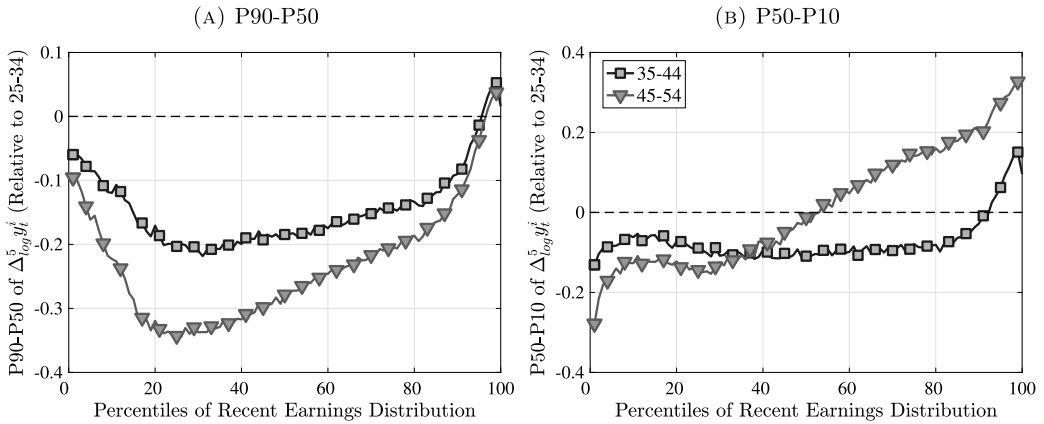 (A) P90-P50
P90-P50 of Δ⁵_log y^i_t (Relative to 25-34)
0.1
0
-0.1
-0.2
-0.3
-0.4
0 20 40 60 80 100
Percentiles of Recent Earnings Distribution
(B) P50-P10
P50-P10 of Δ⁵_log y^i_t (Relative to 25-34)
0.4
0.2
0
-0.2
-0.4
35-44
45-54
0 20 40 60 80 100
Percentiles of Recent Earnings Distribution